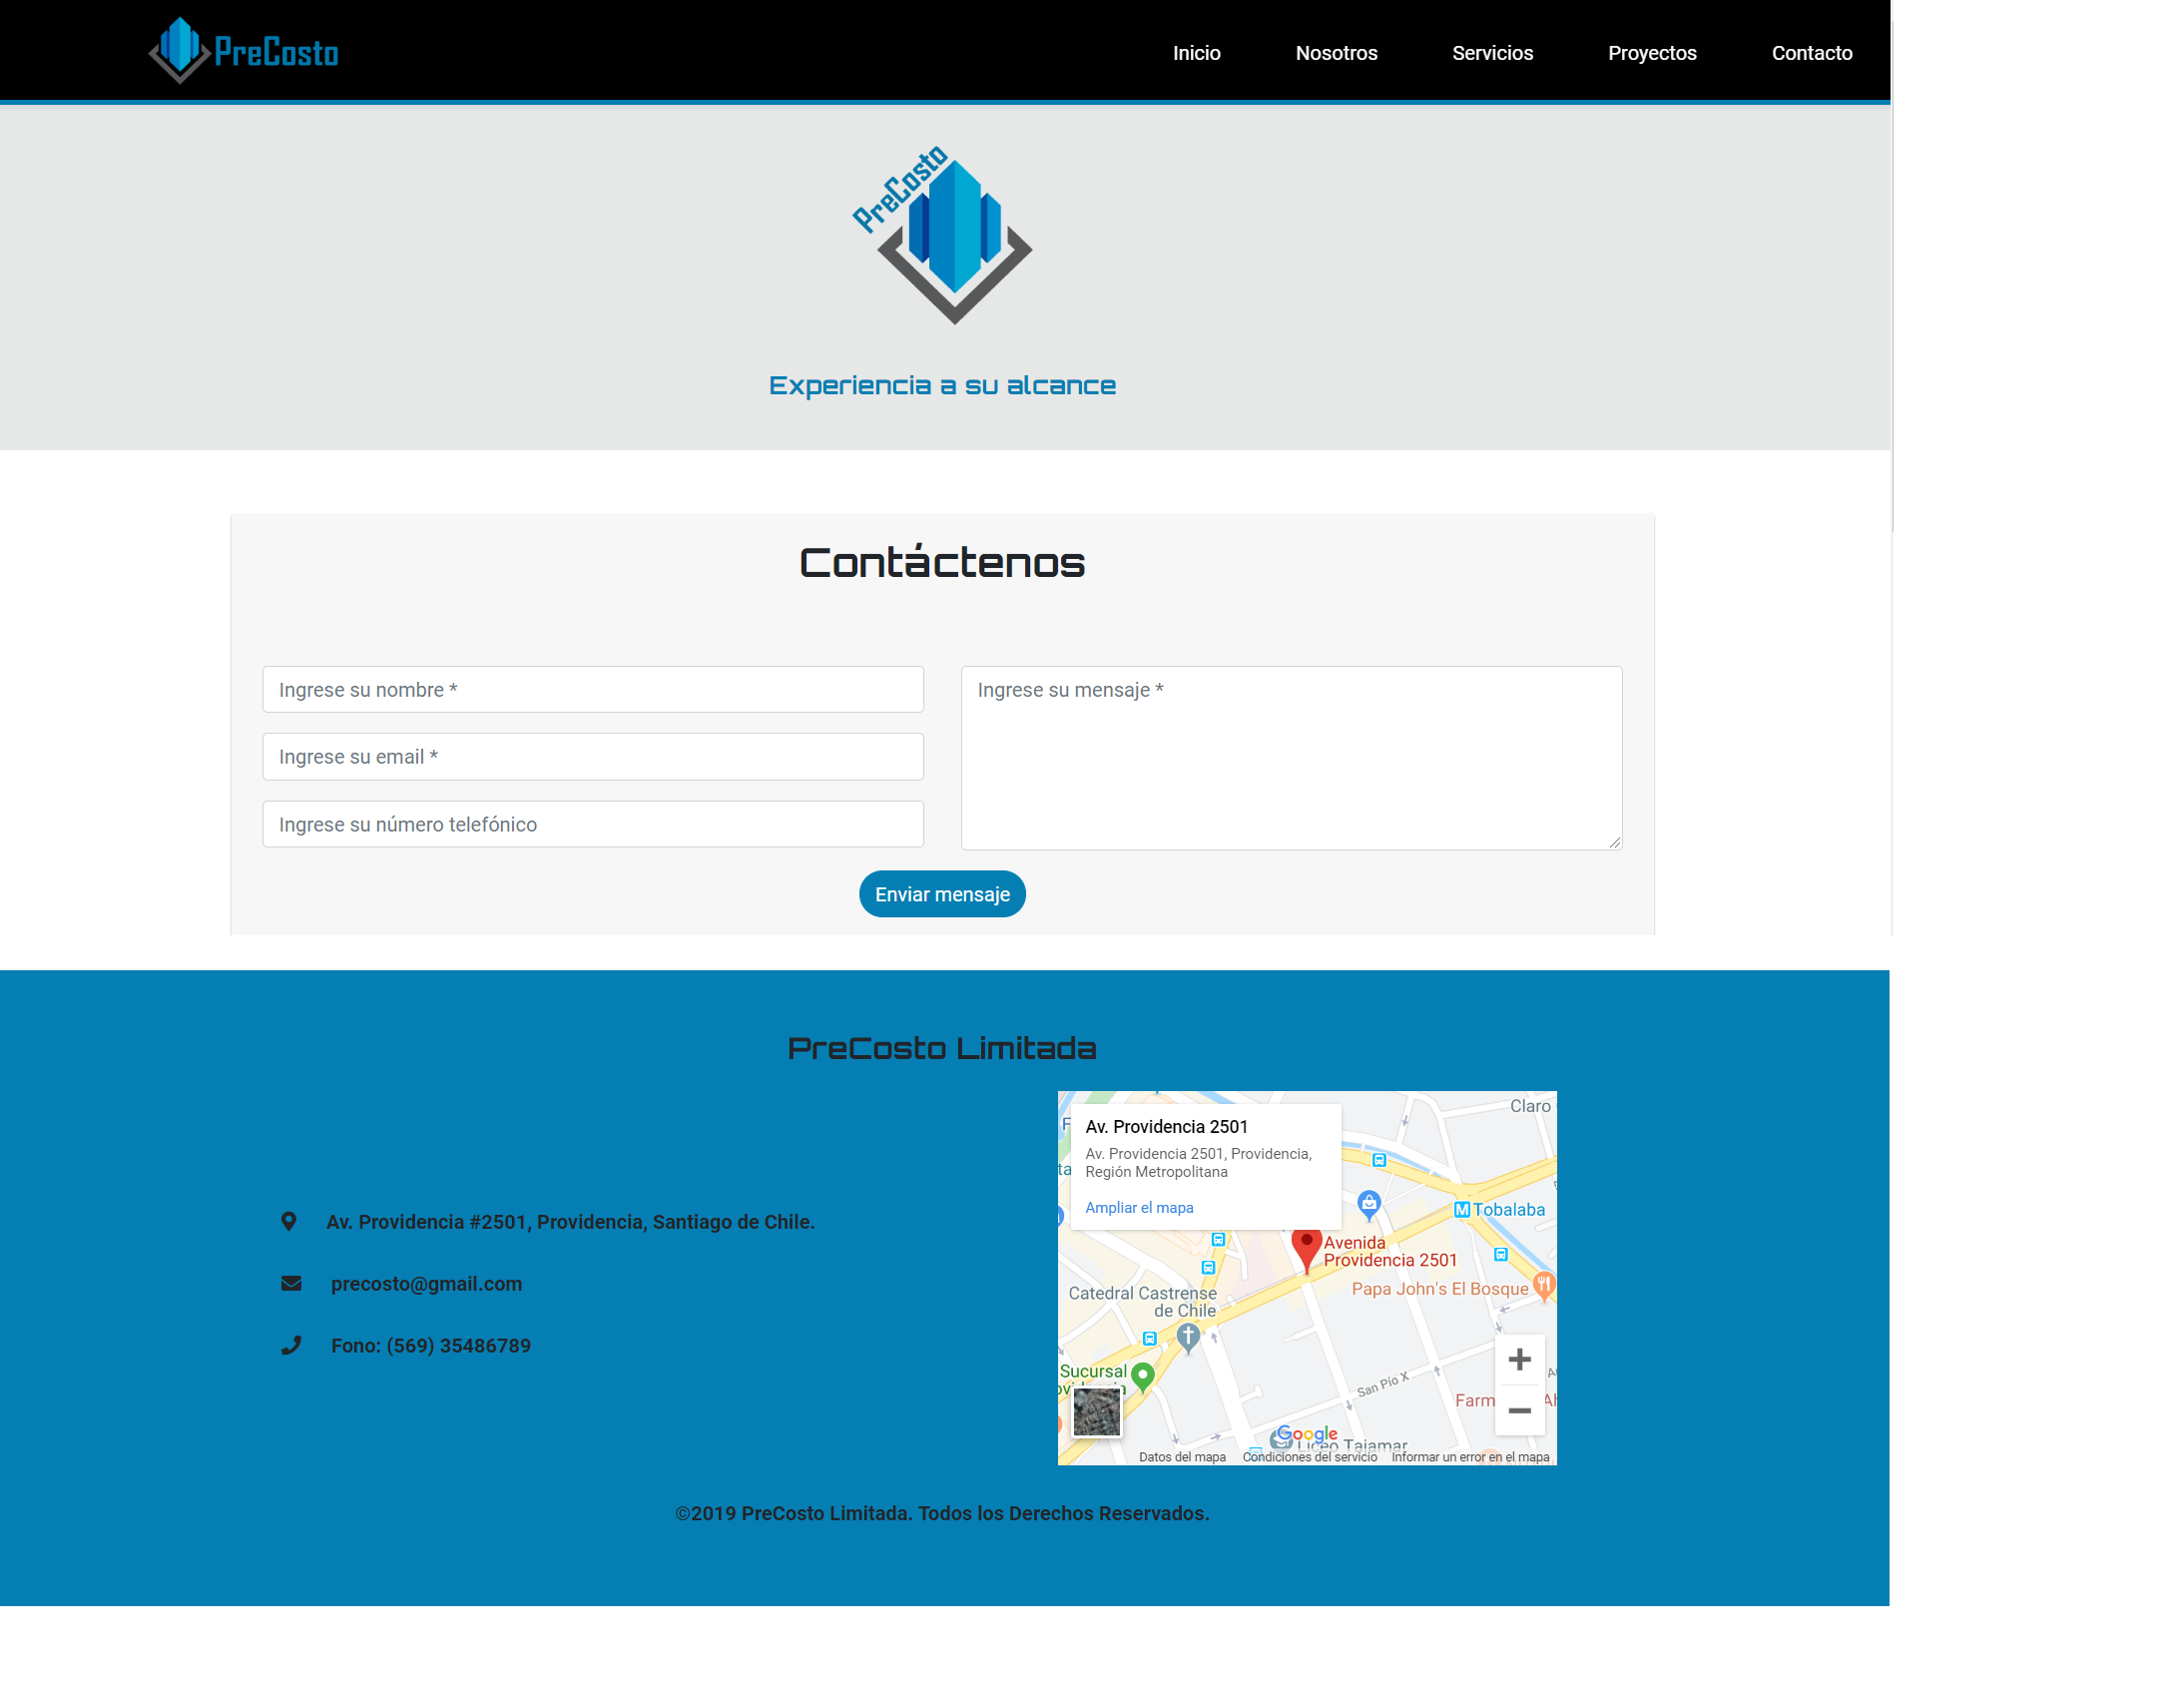 PreCosto
Inicio
Nosotros
Servicios
Proyectos
Contacto
PreCosto
Experiencia a su alcance
Contáctenos
Ingrese su nombre *
Ingrese su mensaje *
Ingrese su email *
Ingrese su número telefónico
Enviar mensaje
PreCosto Limitada
Av. Providencia #2501, Providencia, Santiago de Chile.
precosto@gmail.com
Fono: (569) 35486789
Claro
Av. Providencia 2501
Av. Providencia 2501, Providencia,
Región Metropolitana
Ampliar el mapa
Tobalaba
Avenida
Providencia 2501
Papa John's El Bosque
Catedral Castrense
de Chile
Sucursal
San Pío X
Farm
Google
Liceo Tajamar
Datos del mapa
Condiciones del servicio
Informar un error en el mapa
©2019 PreCosto Limitada. Todos los Derechos Reservados.